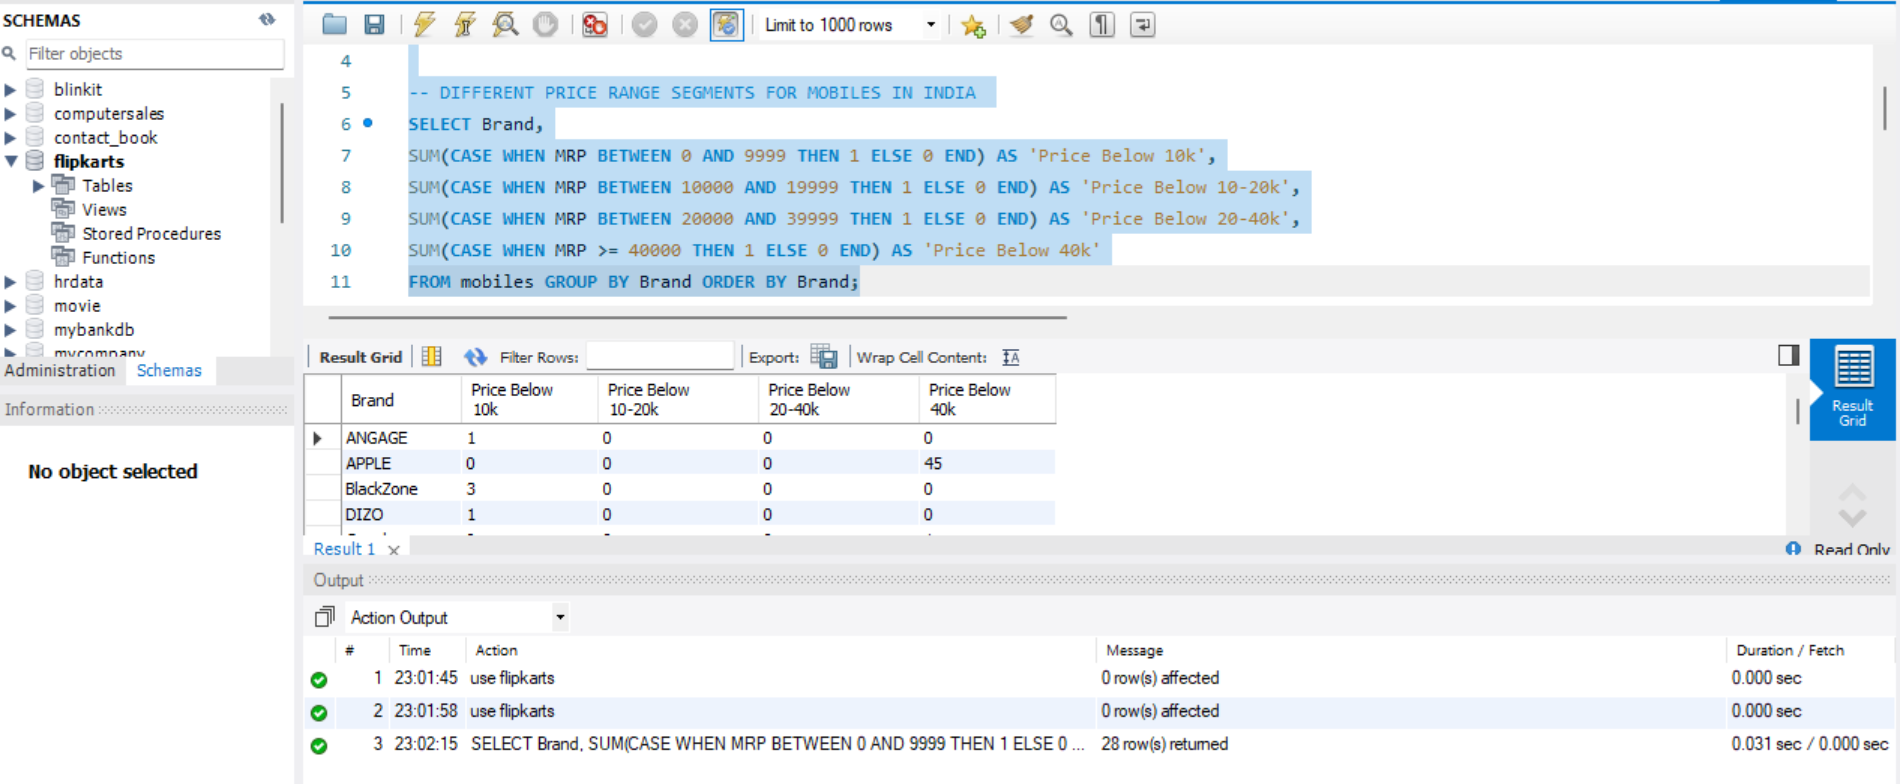 SCHEMAS
Filter objects
blinkit
computersales
contact_book
flipkarts
Tables
Views
Stored Procedures
Functions
hrdata
movie
mybankdb
mycompany
Administration Schemas
Information
No object selected
Limit to 1000 rows
4
5 -- DIFFERENT PRICE RANGE SEGMENTS FOR MOBILES IN INDIA
6 SELECT Brand,
7 SUM(CASE WHEN MRP BETWEEN 0 AND 9999 THEN 1 ELSE 0 END) AS 'Price Below 10k',
8 SUM(CASE WHEN MRP BETWEEN 10000 AND 19999 THEN 1 ELSE 0 END) AS 'Price Below 10-20k',
9 SUM(CASE WHEN MRP BETWEEN 20000 AND 39999 THEN 1 ELSE 0 END) AS 'Price Below 20-40k',
10 SUM(CASE WHEN MRP >= 40000 THEN 1 ELSE 0 END) AS 'Price Below 40k'
11 FROM mobiles GROUP BY Brand ORDER BY Brand;
Result Grid Filter Rows: Export: Wrap Cell Content: IA
Brand Price Below 10k Price Below 10-20k Price Below 20-40k Price Below 40k
ANGAGE 1 0 0 0
APPLE 0 0 0 45
BlackZone 3 0 0 0
DIZO 1 0 0 0
Result Grid
Result 1 Read Only
Output
Action Output
# Time Action Message Duration / Fetch
1 23:01:45 use flipkarts 0 row(s) affected 0.000 sec
2 23:01:58 use flipkarts 0 row(s) affected 0.000 sec
3 23:02:15 SELECT Brand, SUM(CASE WHEN MRP BETWEEN 0 AND 9999 THEN 1 ELSE 0 ... 28 row(s) returned 0.031 sec / 0.000 sec